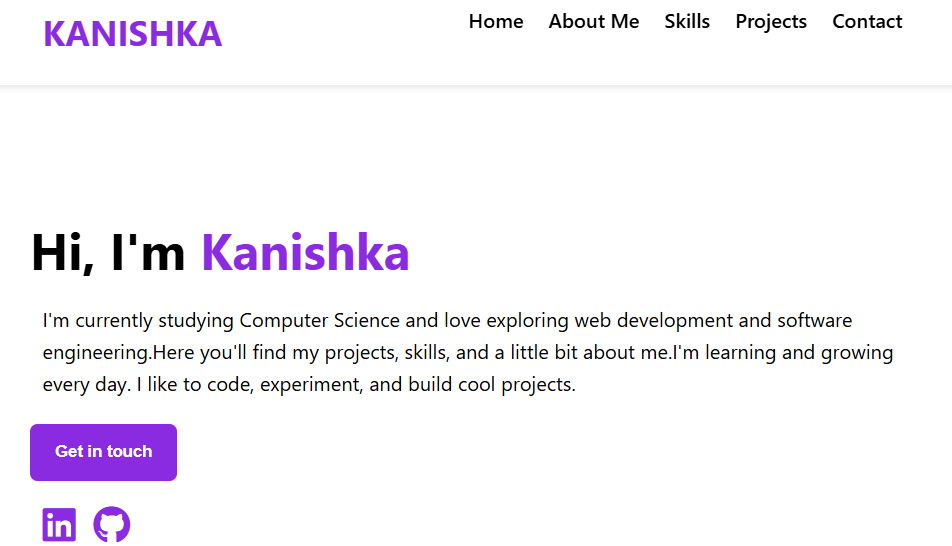 KANISHKA
Home About Me Skills Projects Contact
Hi, I'm Kanishka
I'm currently studying Computer Science and love exploring web development and software
engineering.Here you'll find my projects, skills, and a little bit about me.I'm learning and growing
every day. I like to code, experiment, and build cool projects.
Get in touch
in